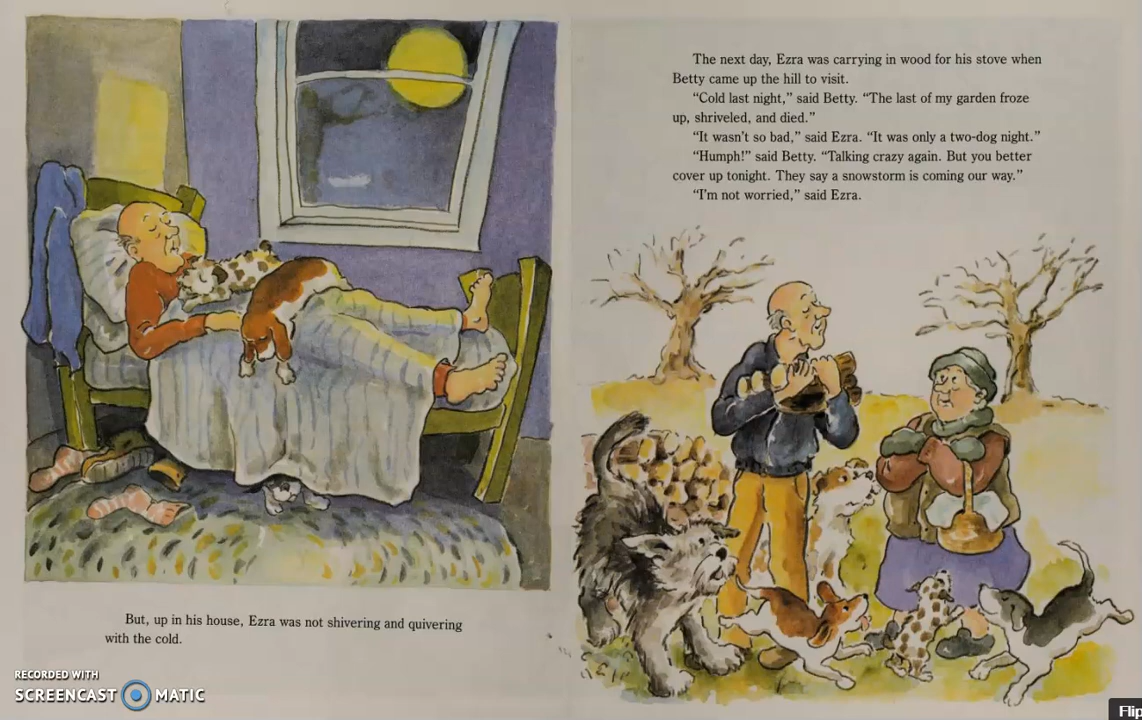 The next day, Ezra was carrying in wood for his stove when
Betty came up the hill to visit.
“Cold last night,” said Betty. “The last of my garden froze
up, shriveled, and died.”
“It wasn't so bad,” said Ezra. “It was only a two-dog night.”
“Humph!” said Betty. “Talking crazy again. But you better
cover up tonight. They say a snowstorm is coming our way.”
“I'm not worried,” said Ezra.
But, up in his house, Ezra was not shivering and quivering
with the cold.
RECORDED WITH
SCREENCAST MATIC
Flip